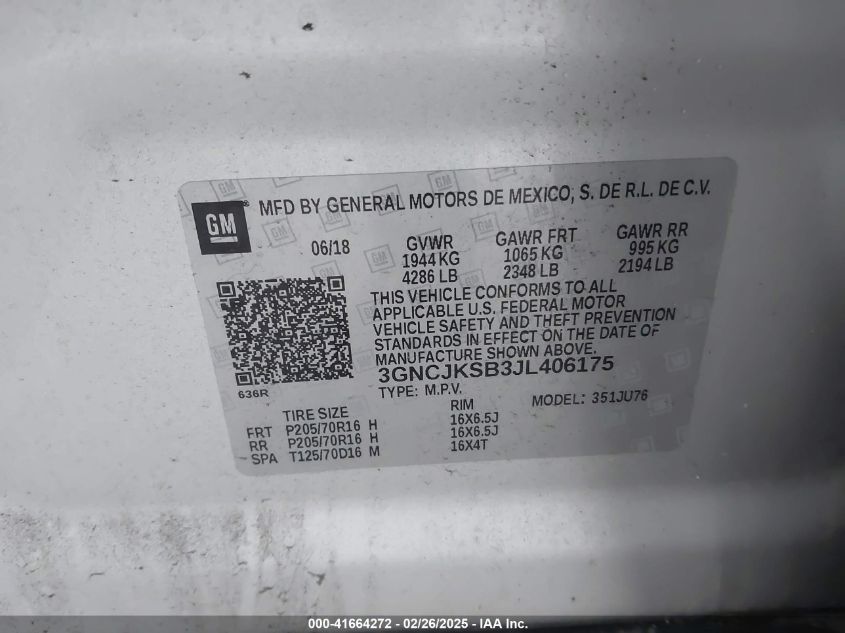 GM ® MFD BY GENERAL MOTORS DE MEXICO, S. DE R.L. DE C.V.
06/18 GVWR GAWR FRT GAWR RR
1944 KG 1065 KG 995 KG
4286 LB 2348 LB 2194 LB
THIS VEHICLE CONFORMS TO ALL
APPLICABLE U.S. FEDERAL MOTOR
VEHICLE SAFETY AND THEFT PREVENTION
STANDARDS IN EFFECT ON THE DATE OF
MANUFACTURE SHOWN ABOVE.
3GNCJKSB3JL406175
636R TYPE: M.P.V. MODEL: 351JU76
TIRE SIZE RIM
FRT P205/70R16 H 16X6.5J
RR P205/70R16 H 16X6.5J
SPA T125/70D16 M 16X4T
000-41664272 - 02/26/2025 - IAA Inc.